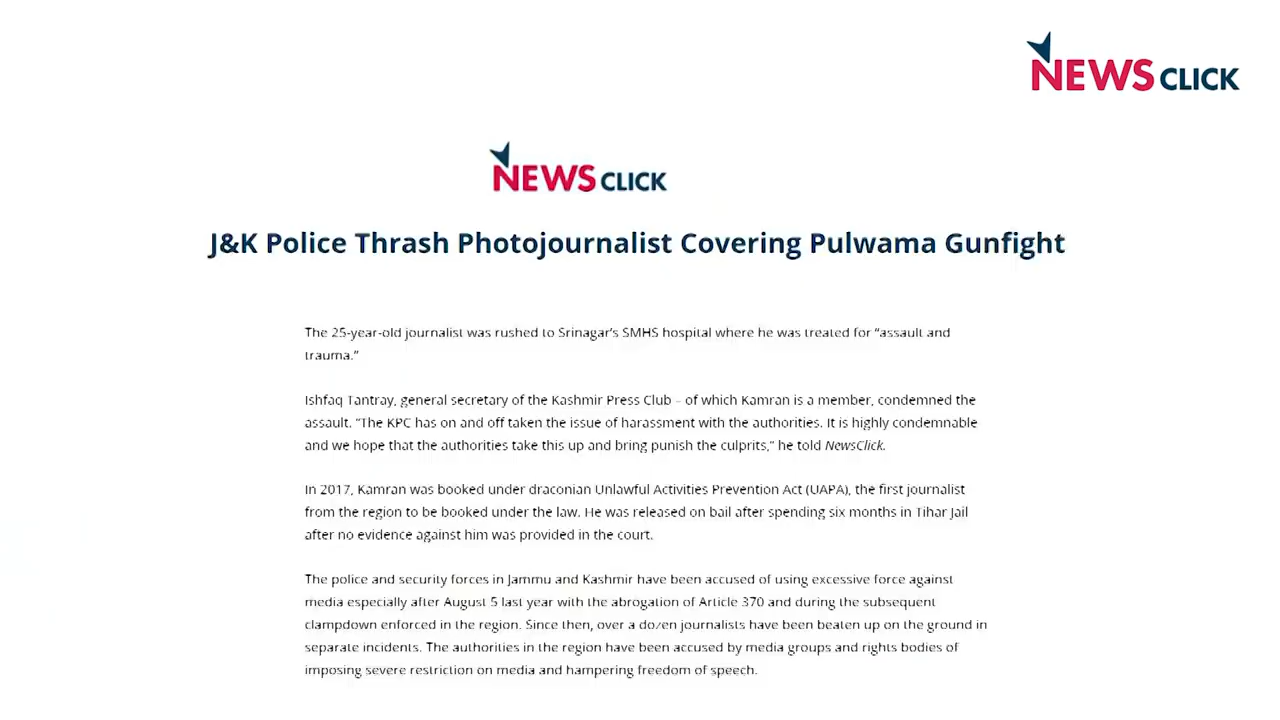 NEWS CLICK
NEWS CLICK
J&K Police Thrash Photojournalist Covering Pulwama Gunfight
The 25-year-old journalist was rushed to Srinagar's SMHS hospital where he was treated for “assault and
trauma.”
Ishfaq Tantray, general secretary of the Kashmir Press Club – of which Kamran is a member, condemned the
assault. “The KPC has on and off taken the issue of harassment with the authorities. It is highly condemnable
and we hope that the authorities take this up and bring punish the culprits,” he told NewsClick.
In 2017, Kamran was booked under draconian Unlawful Activities Prevention Act (UAPA), the first journalist
from the region to be booked under the law. He was released on bail after spending six months in Tihar Jail
after no evidence against him was provided in the court.
The police and security forces in Jammu and Kashmir have been accused of using excessive force against
media especially after August 5 last year with the abrogation of Article 370 and during the subsequent
clampdown enforced in the region. Since then, over a dozen journalists have been beaten up on the ground in
separate incidents. The authorities in the region have been accused by media groups and rights bodies of
imposing severe restriction on media and hampering freedom of speech.